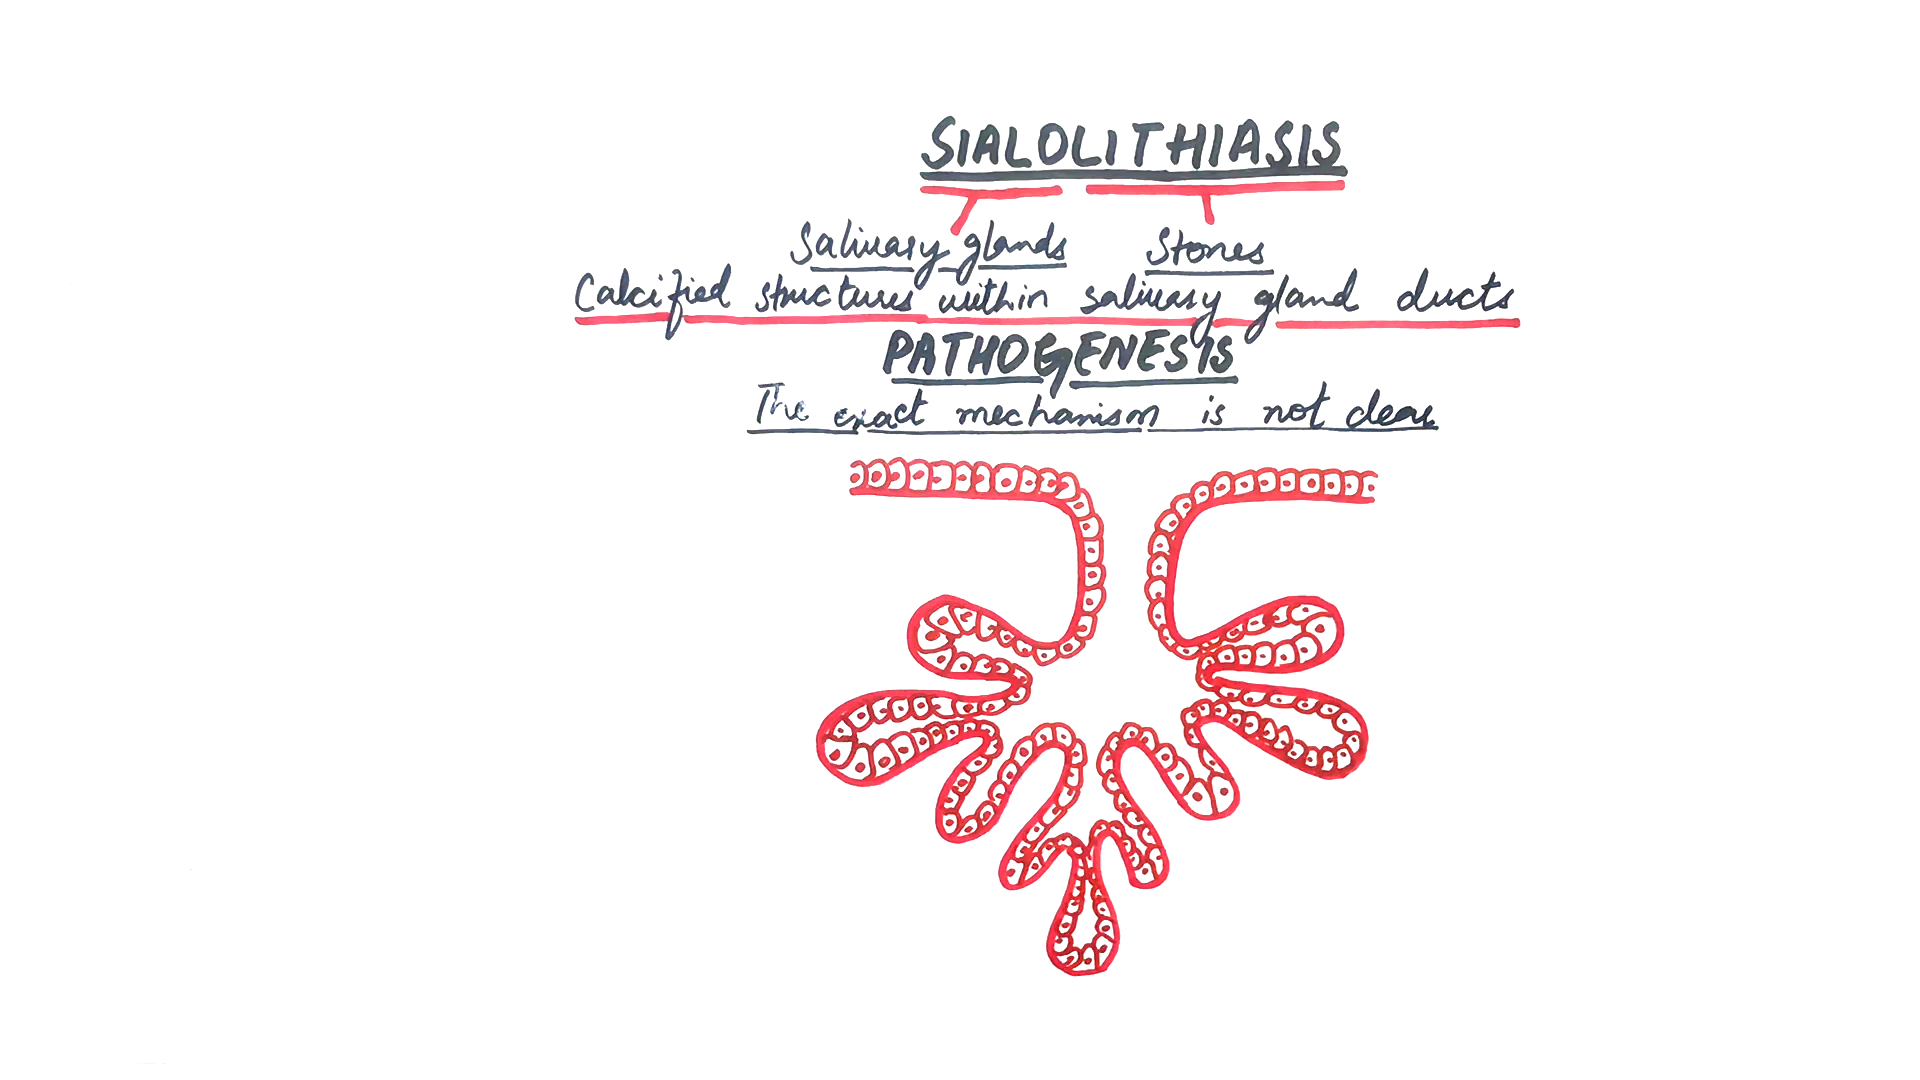 SIALOLITHIASIS
Salivary glands Stones
Calcified structures within salivary gland ducts
PATHOGENESIS
The exact mechanism is not clear